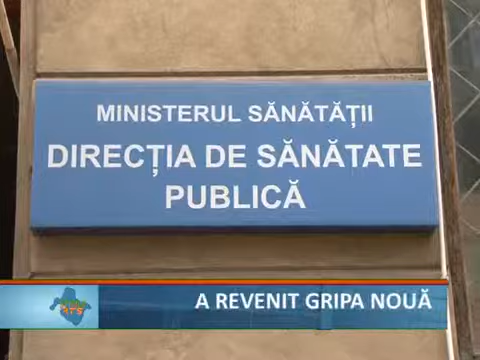 MINISTERUL SĂNĂTĂȚII
DIRECȚIA DE SĂNĂTATE
PUBLICĂ
A REVENIT GRIPA NOUĂ